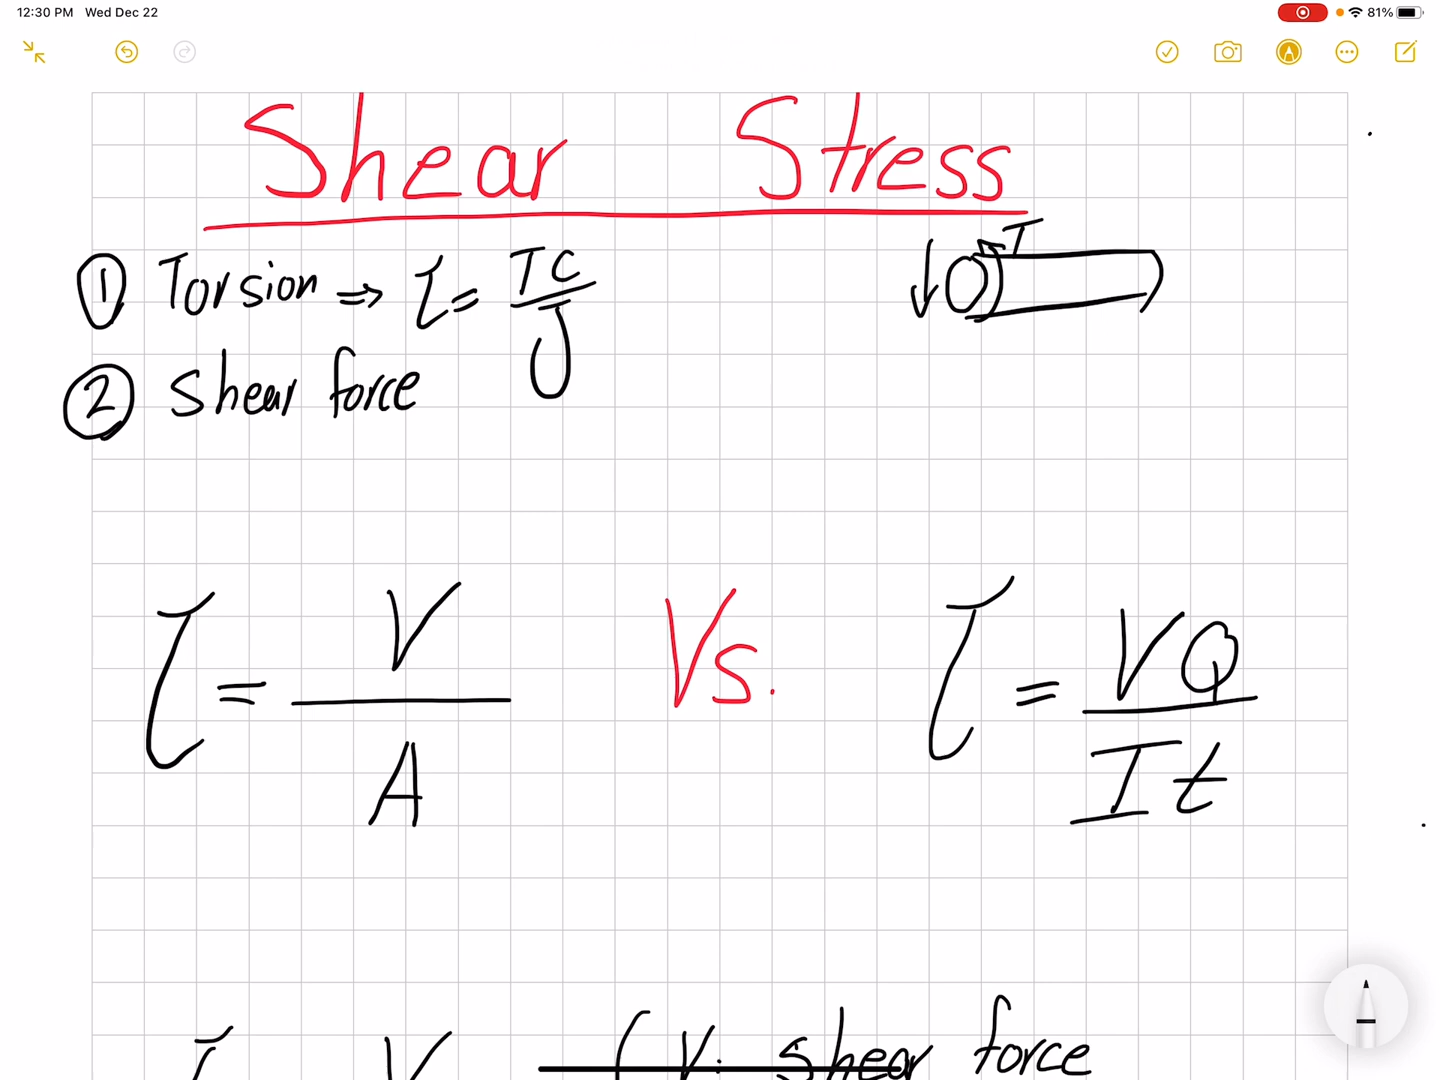 12:30 PM Wed Dec 22 81%
Shear Stress
① Torsion ⇒ τ = Tc/J
T
② Shear force
τ = V/A Vs. τ = VQ/It
τ V ( V: shear force